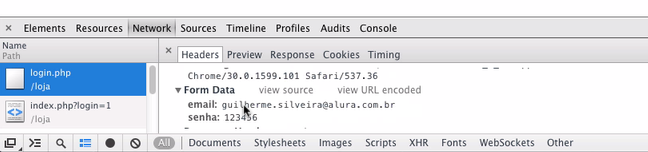 × Elements Resources Network Sources Timeline Profiles Audits Console
Name
Path
× Headers Preview Response Cookies Timing
login.php
/loja
index.php?login=1
/loja
Chrome/30.0.1599.101 Safari/537.36
▼Form Data view source view URL encoded
email: guilherme.silveira@alura.com.br
senha: 123456
All Documents Stylesheets Images Scripts XHR Fonts WebSockets Other